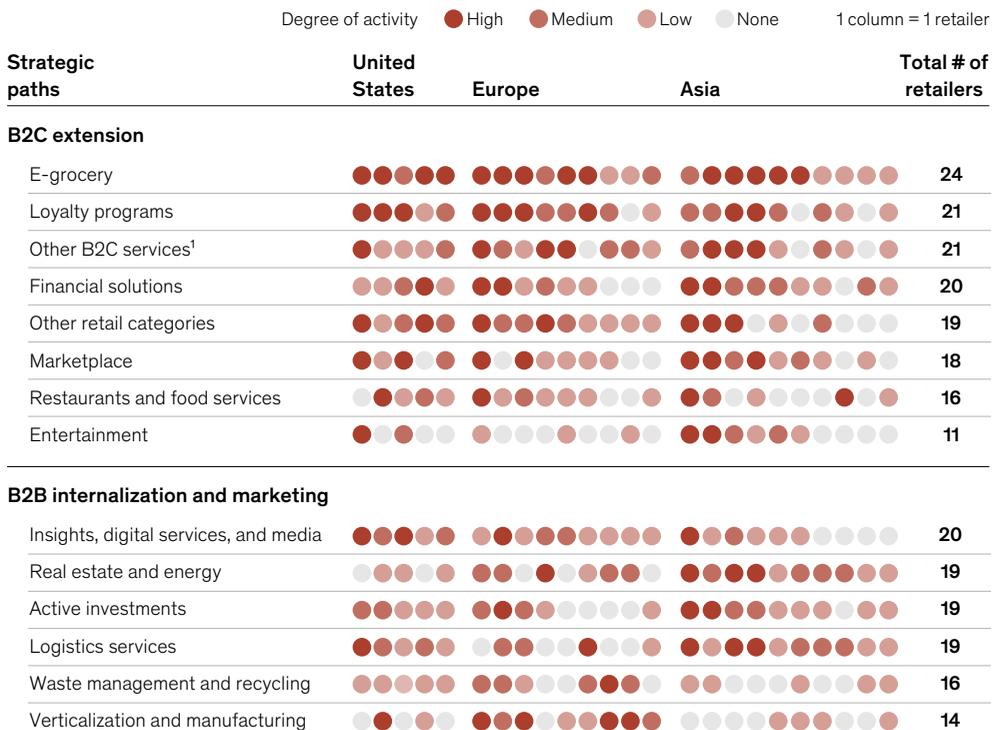 Degree of activity High Medium Low None 1 column = 1 retailer
Strategic United Total # of
paths States Europe Asia retailers
B2C extension
E-grocery 24
Loyalty programs 21
Other B2C services¹ 21
Financial solutions 20
Other retail categories 19
Marketplace 18
Restaurants and food services 16
Entertainment 11
B2B internalization and marketing
Insights, digital services, and media 20
Real estate and energy 19
Active investments 19
Logistics services 19
Waste management and recycling 16
Verticalization and manufacturing 14